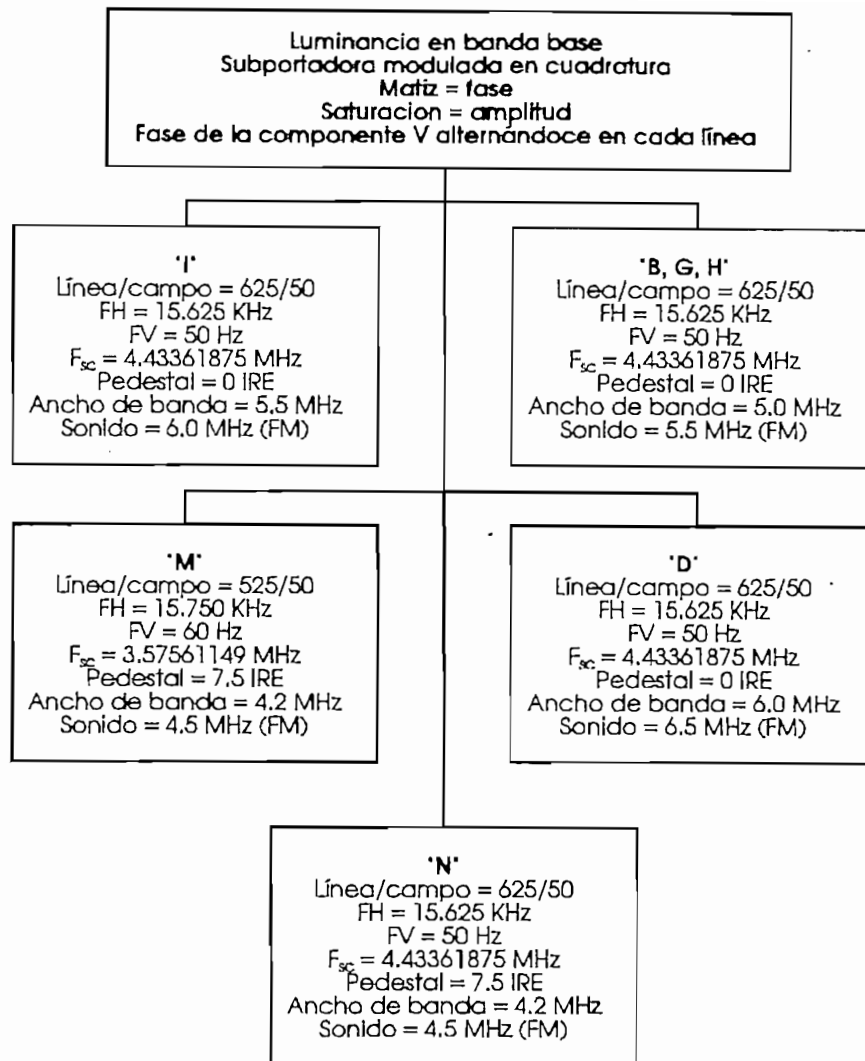 Luminancia en banda base
Subportadora modulada en cuadratura
Matiz = fase
Saturacion = amplitud
Fase de la componente V alternándoce en cada línea
"I"
Línea/campo = 625/50
FH = 15.625 KHz
FV = 50 Hz
Fsc = 4.43361875 MHz
Pedestal = 0 IRE
Ancho de banda = 5.5 MHz
Sonido = 6.0 MHz (FM)
"B, G, H"
Línea/campo = 625/50
FH = 15.625 KHz
FV = 50 Hz
Fsc = 4.43361875 MHz
Pedestal = 0 IRE
Ancho de banda = 5.0 MHz
Sonido = 5.5 MHz (FM)
"M"
Línea/campo = 525/50
FH = 15.750 KHz
FV = 60 Hz
Fsc = 3.57561149 MHz
Pedestal = 7.5 IRE
Ancho de banda = 4.2 MHz
Sonido = 4.5 MHz (FM)
"D"
Línea/campo = 625/50
FH = 15.625 KHz
FV = 50 Hz
Fsc = 4.43361875 MHz
Pedestal = 0 IRE
Ancho de banda = 6.0 MHz
Sonido = 6.5 MHz (FM)
"N"
Línea/campo = 625/50
FH = 15.625 KHz
FV = 50 Hz
Fsc = 4.43361875 MHz
Pedestal = 7.5 IRE
Ancho de banda = 4.2 MHz
Sonido = 4.5 MHz (FM)